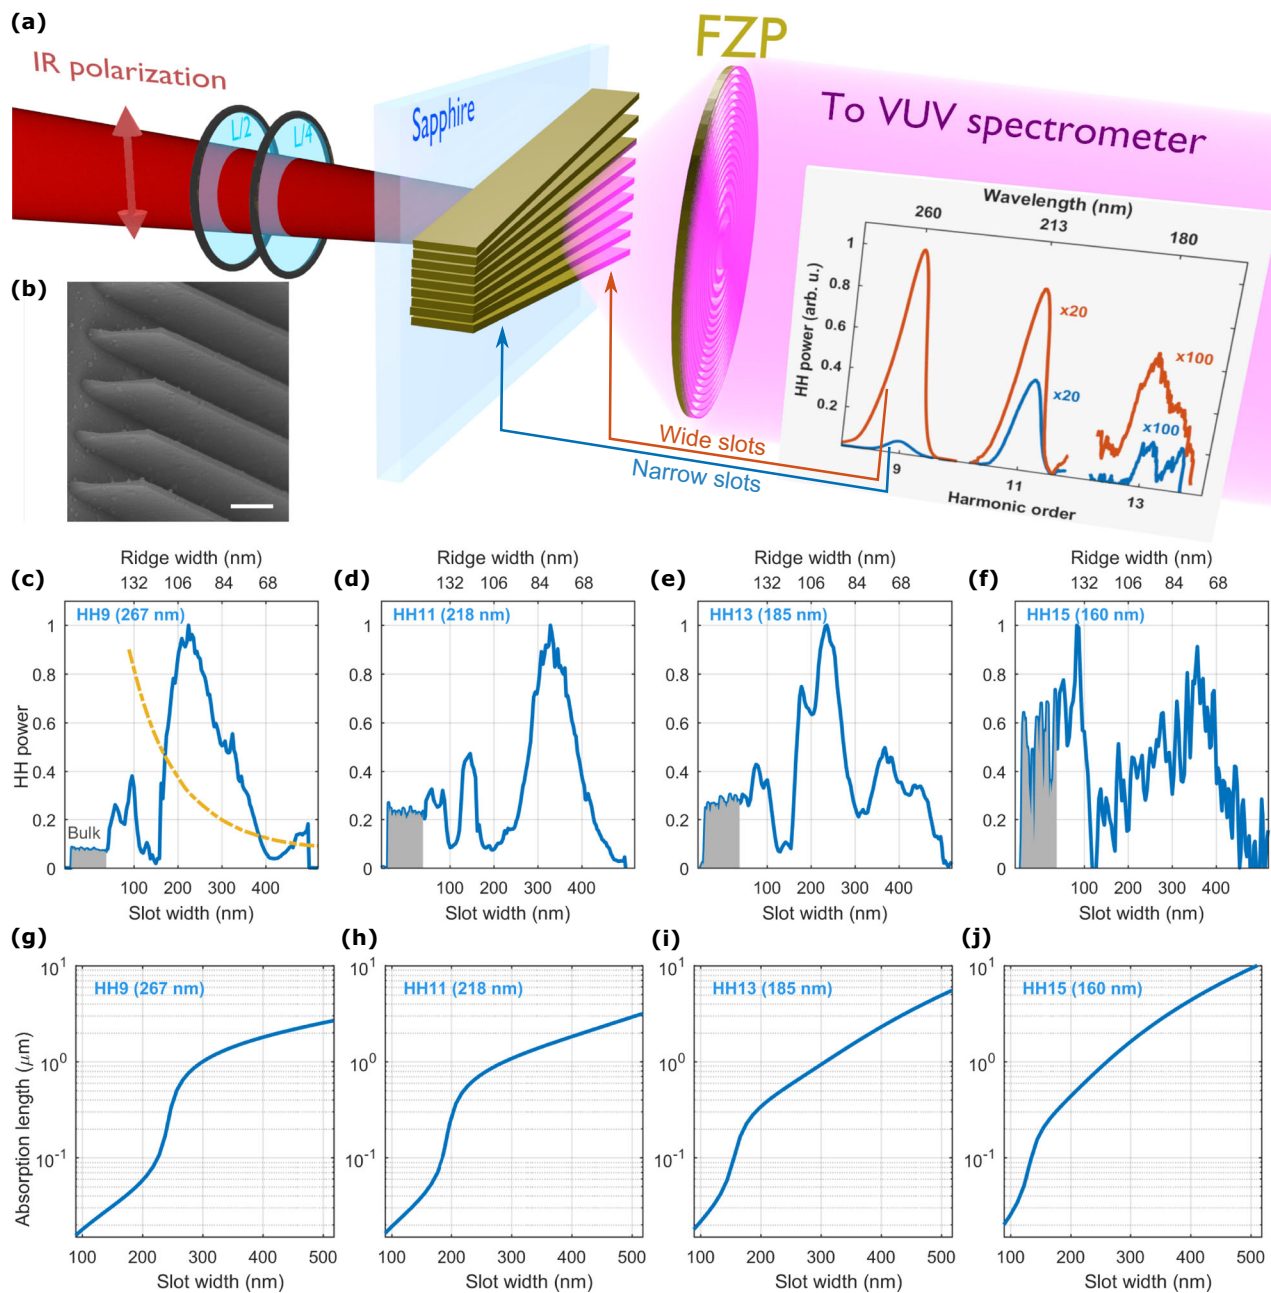 (a)
IR polarization
L/2
L/4
Sapphire
FZP
To VUV spectrometer
Wavelength (nm)
260
213
180
HH power (arb. u.)
1
0.8
0.6
0.4
0.2
x20
x20
x100
x100
9
11
13
Harmonic order
Wide slots
Narrow slots
(b)
(c)
Ridge width (nm)
132 106 84 68
HH9 (267 nm)
HH power
1
0.8
0.6
0.4
0.2
0
Bulk
100 200 300 400
Slot width (nm)
(d)
Ridge width (nm)
132 106 84 68
HH11 (218 nm)
1
0.8
0.6
0.4
0.2
0
100 200 300 400
Slot width (nm)
(e)
Ridge width (nm)
132 106 84 68
HH13 (185 nm)
1
0.8
0.6
0.4
0.2
0
100 200 300 400
Slot width (nm)
(f)
Ridge width (nm)
132 106 84 68
HH15 (160 nm)
1
0.8
0.6
0.4
0.2
0
100 200 300 400
Slot width (nm)
(g)
HH9 (267 nm)
Absorption length (μm)
10^1
10^0
10^-1
100 200 300 400 500
Slot width (nm)
(h)
HH11 (218 nm)
10^1
10^0
10^-1
100 200 300 400 500
Slot width (nm)
(i)
HH13 (185 nm)
10^1
10^0
10^-1
100 200 300 400 500
Slot width (nm)
(j)
HH15 (160 nm)
10^1
10^0
10^-1
100 200 300 400 500
Slot width (nm)